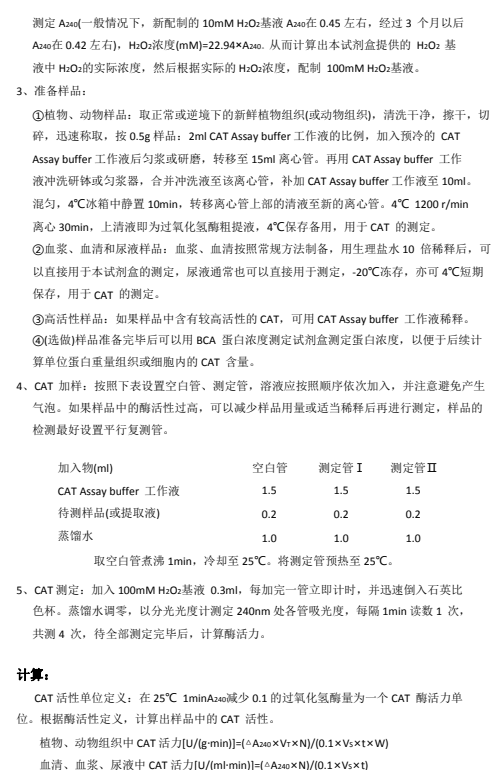 测定 A240(一般情况下，新配制的 10mM H2O2基液 A240在 0.45 左右，经过 3 个月以后
A240在 0.42 左右)，H2O2浓度(mM)=22.94×A240. 从而计算出本试剂盒提供的 H2O2 基
液中 H2O2的实际浓度，然后根据实际的 H2O2浓度，配制 100mM H2O2基液。
3、准备样品：
①植物、动物样品：取正常或逆境下的新鲜植物组织(或动物组织)，清洗干净，擦干，切
碎，迅速称取，按 0.5g 样品：2ml CAT Assay buffer 工作液的比例，加入预冷的 CAT
Assay buffer 工作液后匀浆或研磨，转移至 15ml 离心管。再用 CAT Assay buffer 工作
液冲洗研钵或匀浆器，合并冲洗液至该离心管，补加 CAT Assay buffer 工作液至 10ml。
混匀，4℃冰箱中静置 10min，转移离心管上部的清液至新的离心管。4℃ 1200 r/min
离心 30min，上清液即为过氧化氢酶粗提液，4℃保存备用，用于 CAT 的测定。
②血浆、血清和尿液样品：血浆、血清按照常规方法制备，用生理盐水 10 倍稀释后，可
以直接用于本试剂盒的测定，尿液通常也可以直接用于测定，-20℃冻存，亦可 4℃短期
保存，用于 CAT 的测定。
③高活性样品：如果样品中含有较高活性的 CAT，可用 CAT Assay buffer 工作液稀释。
④(选做)样品准备完毕后可以用 BCA 蛋白浓度测定试剂盒测定蛋白浓度，以便于后续计
算单位蛋白重量组织或细胞内的 CAT 含量。
4、CAT 加样：按照下表设置空白管、测定管，溶液应按照顺序依次加入，并注意避免产生
气泡。如果样品中的酶活性过高，可以减少样品用量或适当稀释后再进行测定，样品的
检测最好设置平行复测管。
加入物(ml) 空白管 测定管Ⅰ 测定管Ⅱ
CAT Assay buffer 工作液 1.5 1.5 1.5
待测样品(或提取液) 0.2 0.2 0.2
蒸馏水 1.0 1.0 1.0
取空白管煮沸 1min，冷却至 25℃。将测定管预热至 25℃。
5、CAT 测定：加入 100mM H2O2基液 0.3ml，每加完一管立即计时，并迅速倒入石英比
色杯。蒸馏水调零，以分光光度计测定 240nm 处各管吸光度，每隔 1min 读数 1 次，
共测 4 次，待全部测定完毕后，计算酶活力。
计算：
CAT 活性单位定义：在 25℃ 1minA240减少 0.1 的过氧化氢酶量为一个 CAT 酶活力单
位。根据酶活性定义，计算出样品中的 CAT 活性。
植物、动物组织中 CAT 活力[U/(g·min)]=(△A240×VT×N)/(0.1×VS×t×W)
血清、血浆、尿液中 CAT 活力[U/(ml·min)]=(△A240×N)/(0.1×VS×t)